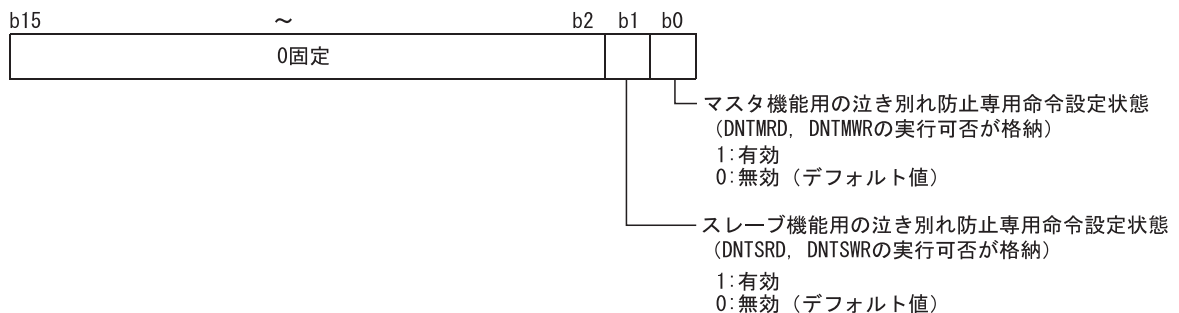 b15 ～ b2 b1 b0
0固定
マスタ機能用の泣き別れ防止専用命令設定状態
(DNTMRD, DNTMWRの実行可否が格納)
1:有効
0:無効（デフォルト値）
スレーブ機能用の泣き別れ防止専用命令設定状態
(DNTSRD, DNTSWRの実行可否が格納)
1:有効
0:無効（デフォルト値）